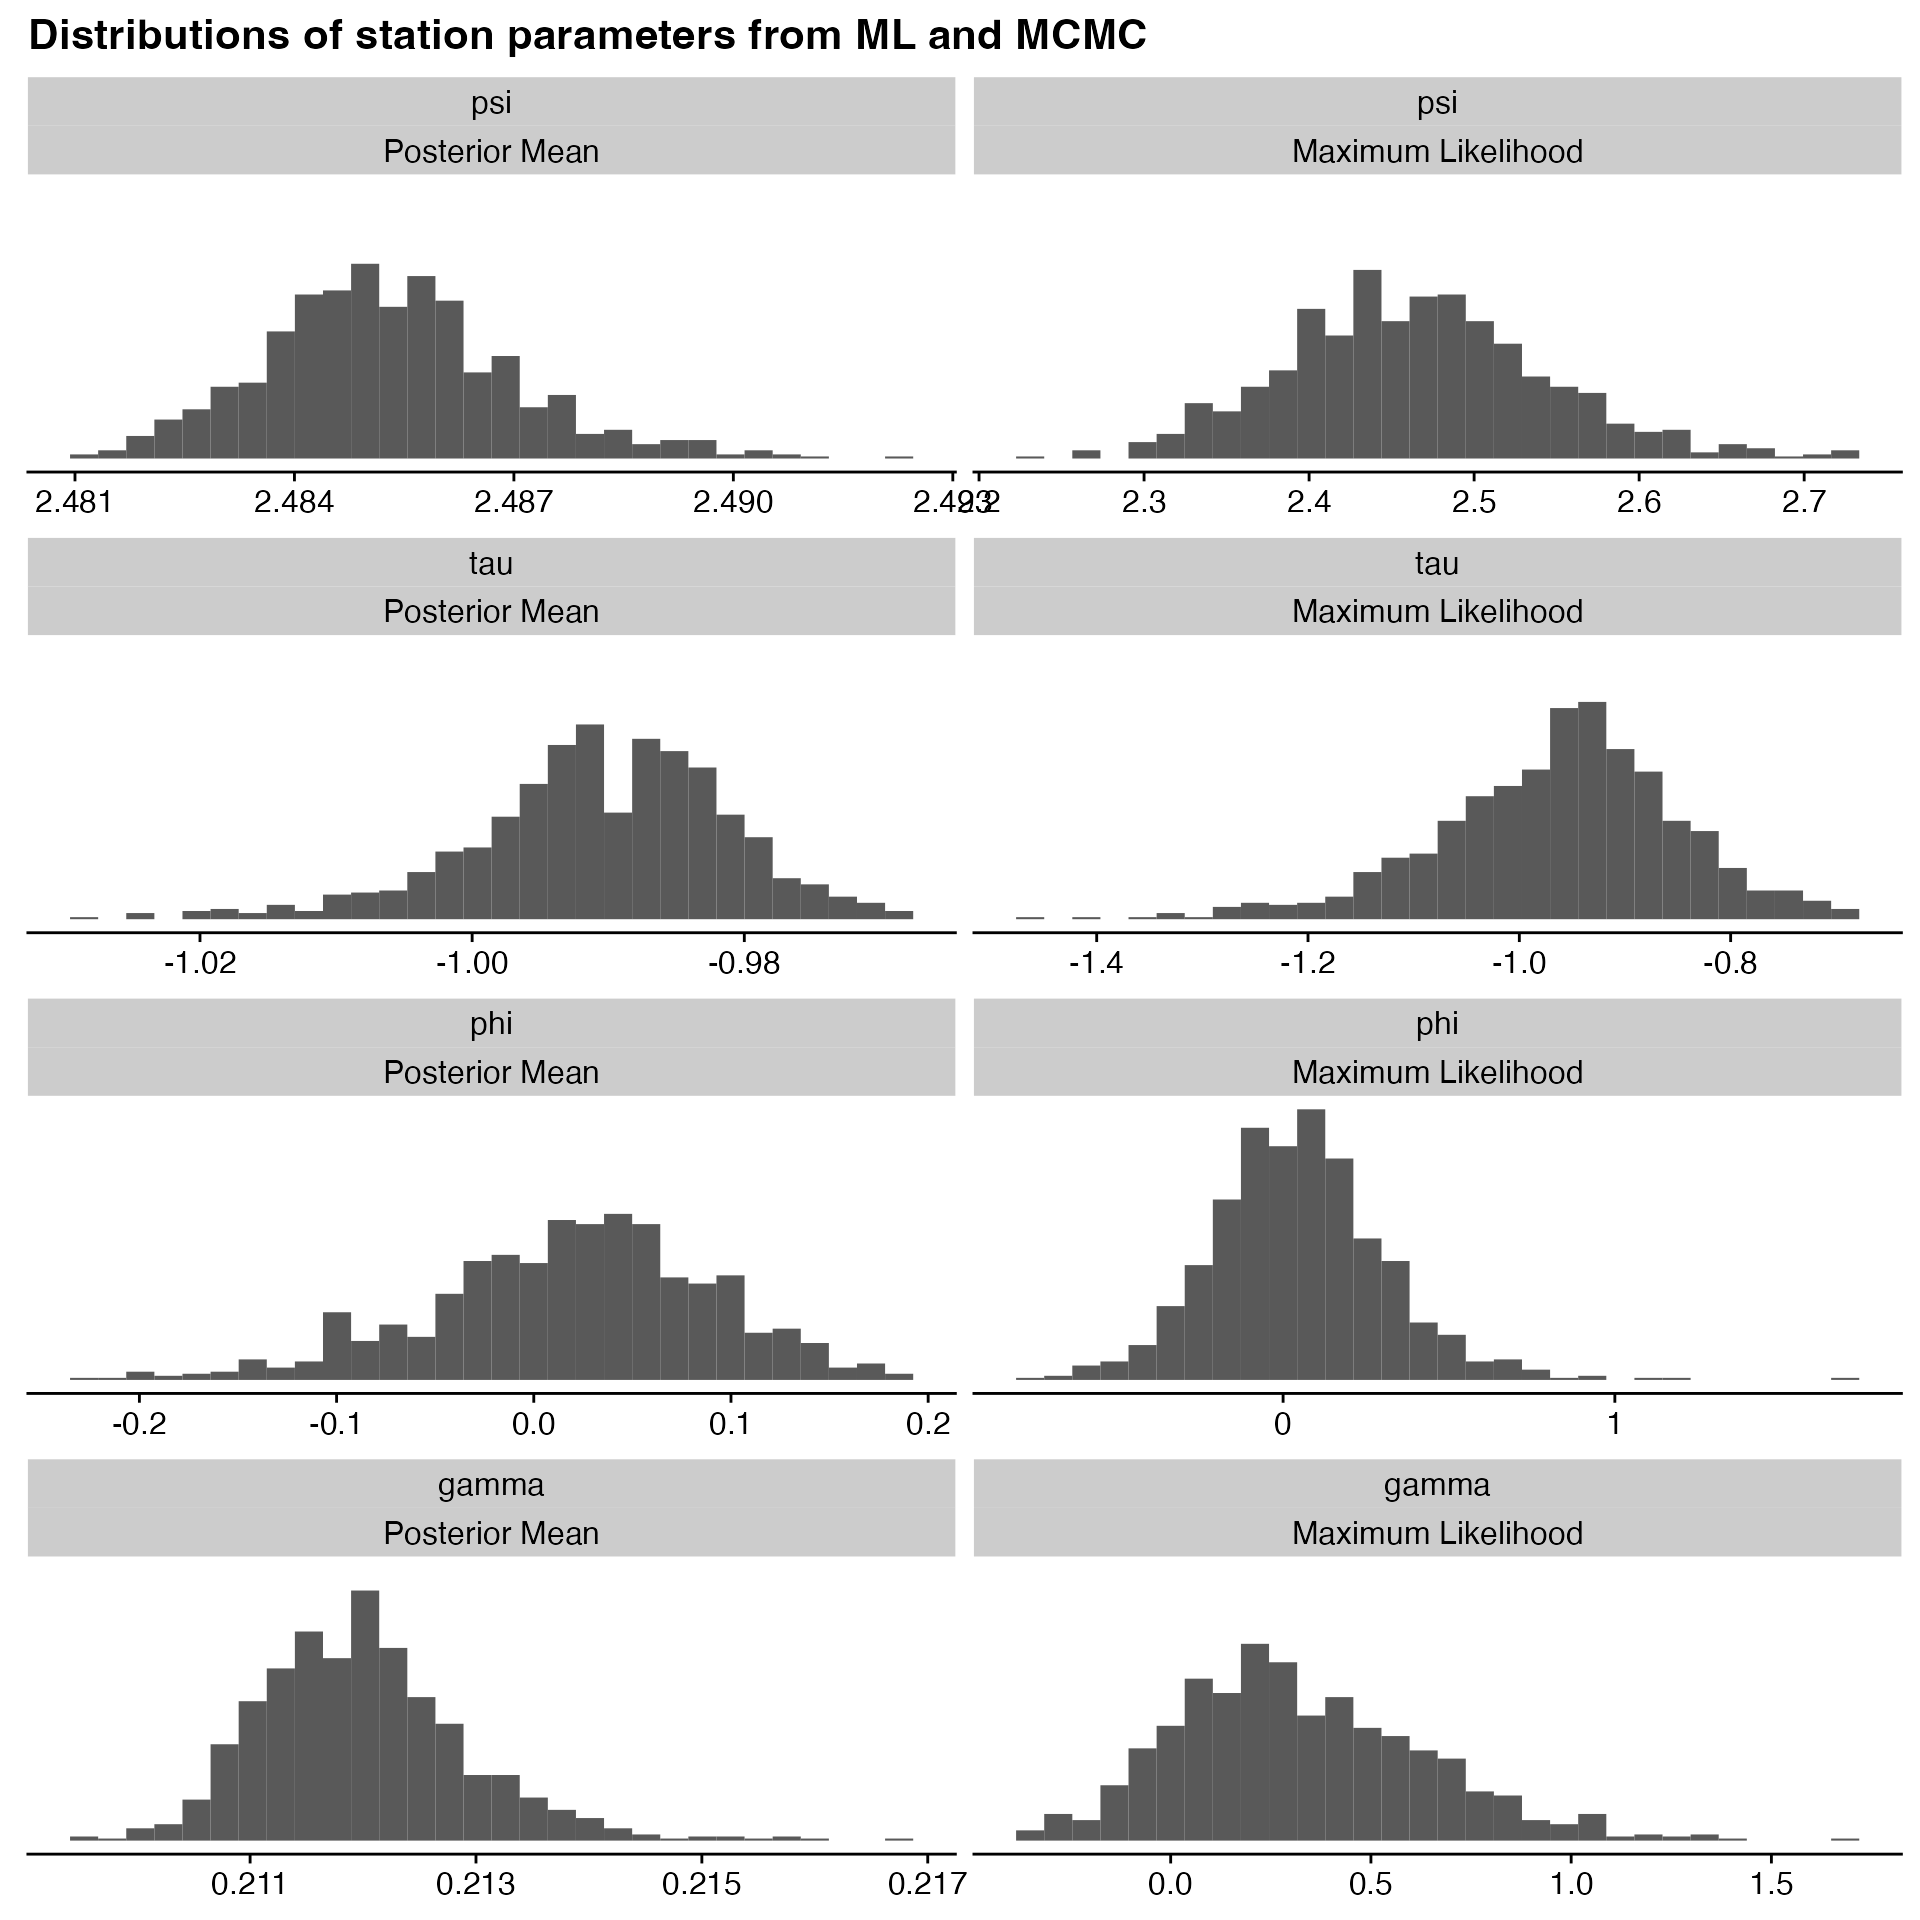 Distributions of station parameters from ML and MCMC
psi psi
Posterior Mean Maximum Likelihood
2.481 2.484 2.487 2.490 2.493 2.2 2.3 2.4 2.5 2.6 2.7
tau tau
Posterior Mean Maximum Likelihood
-1.02 -1.00 -0.98 -1.4 -1.2 -1.0 -0.8
phi phi
Posterior Mean Maximum Likelihood
-0.2 -0.1 0.0 0.1 0.2 0 1
gamma gamma
Posterior Mean Maximum Likelihood
0.211 0.213 0.215 0.217 0.0 0.5 1.0 1.5